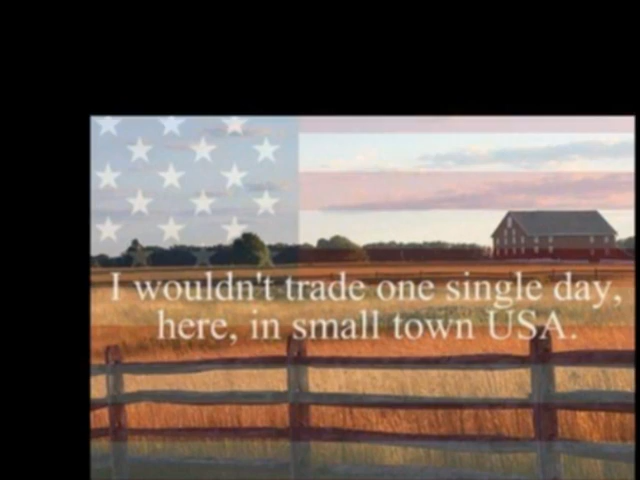 I wouldn't trade one single day,
here, in small town USA.